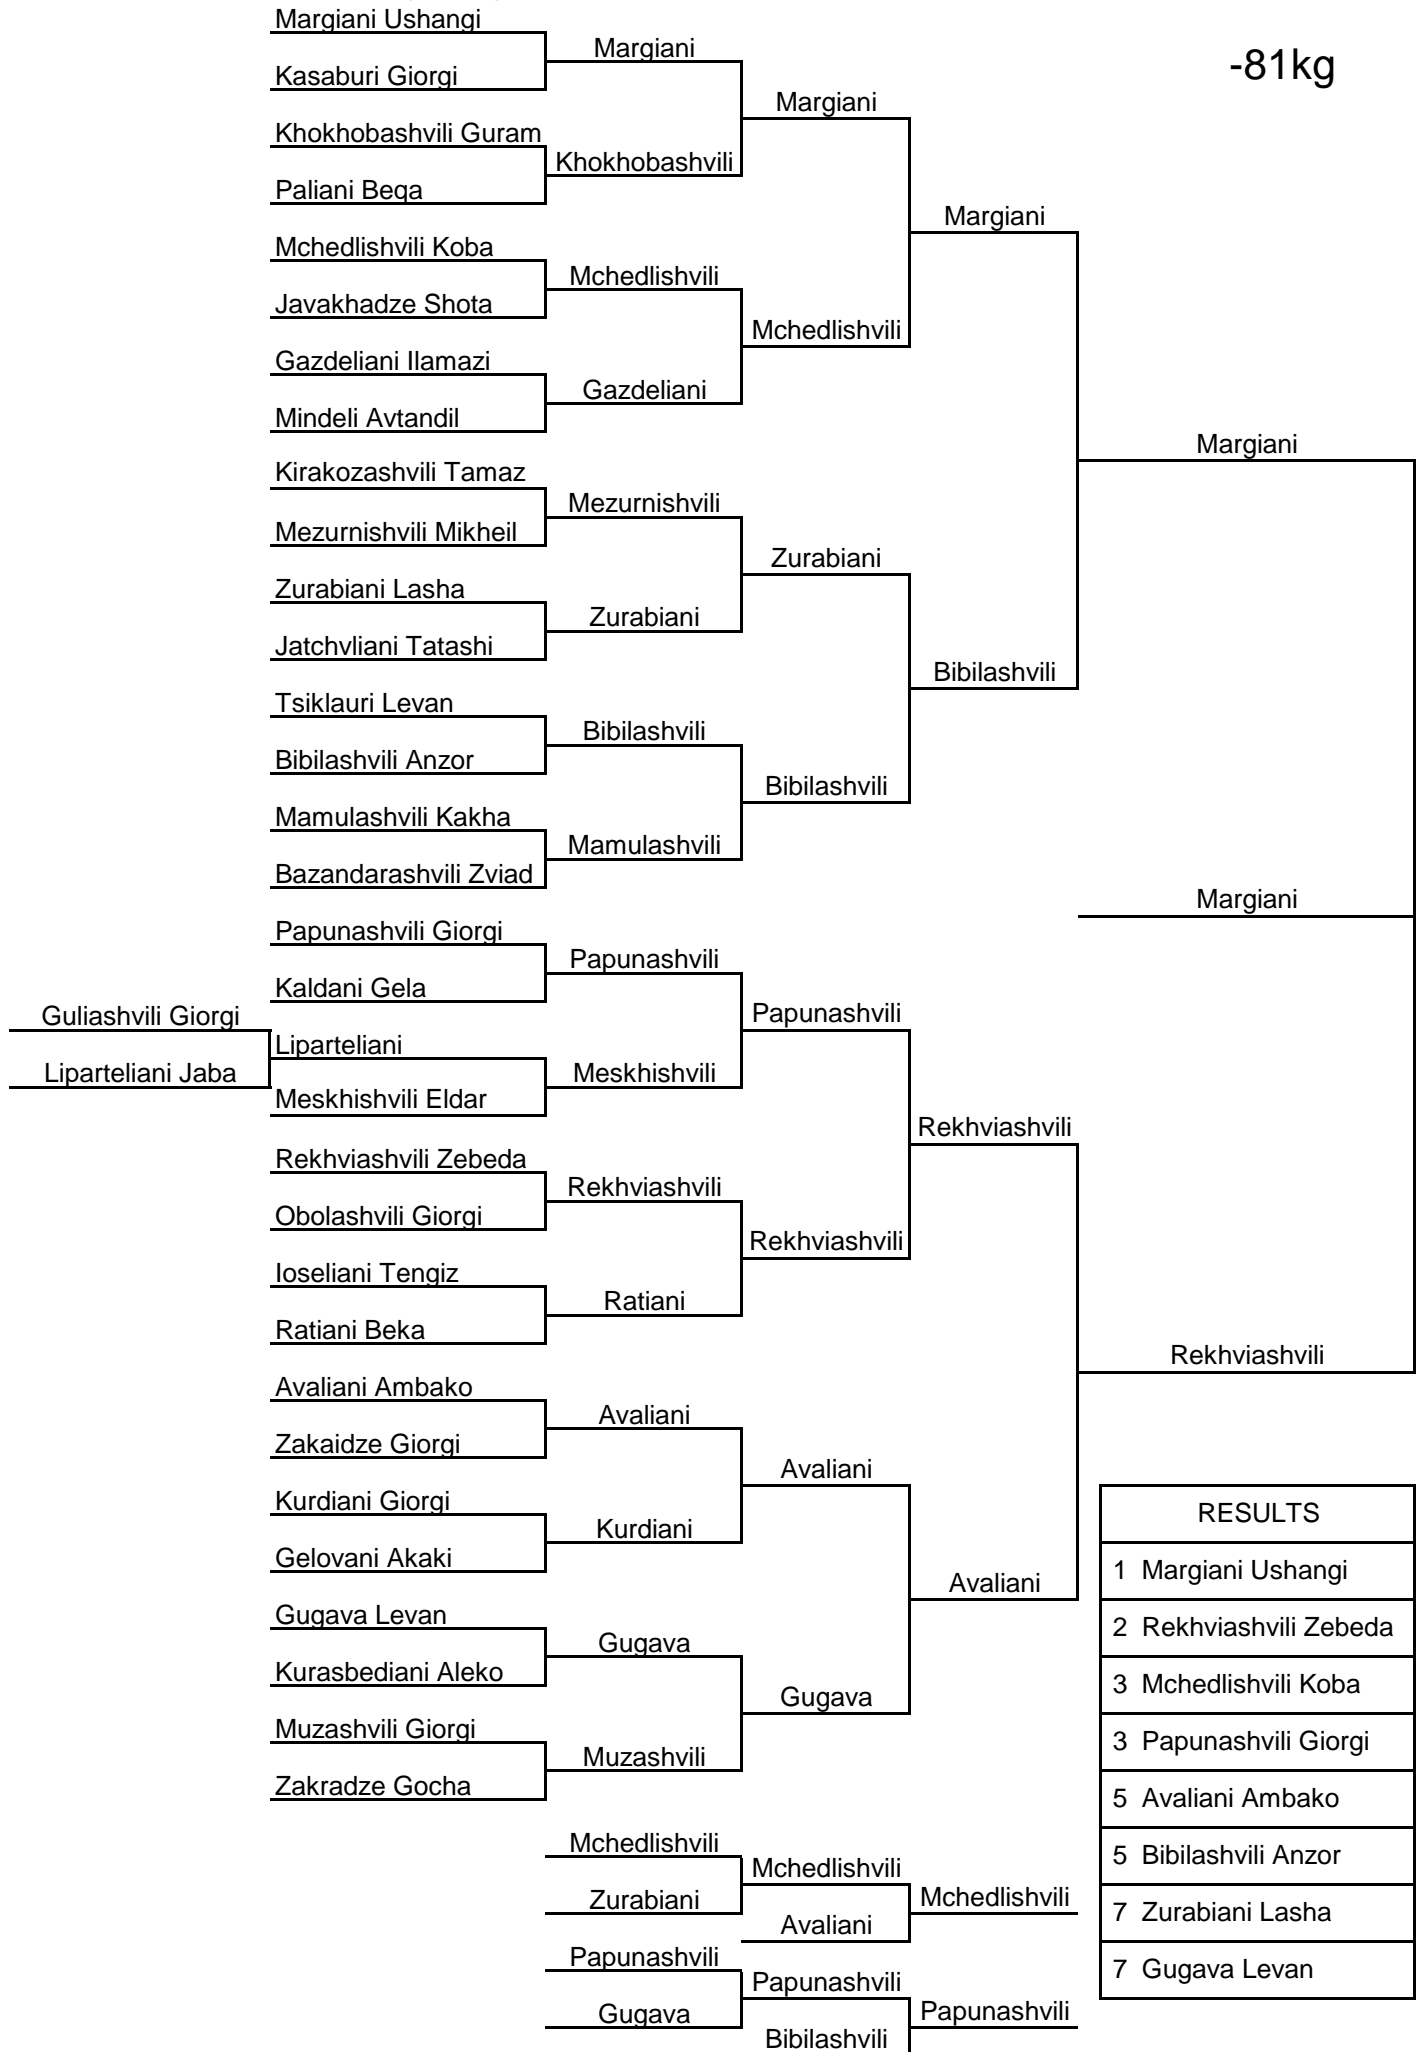 -81kg
Margiani Ushangi
Kasaburi Giorgi
Khokhobashvili Guram
Paliani Beqa
Mchedlishvili Koba
Javakhadze Shota
Gazdeliani Ilamazi
Mindeli Avtandil
Kirakozashvili Tamaz
Mezurnishvili Mikheil
Zurabiani Lasha
Jatchvliani Tatashi
Tsiklauri Levan
Bibilashvili Anzor
Mamulashvili Kakha
Bazandarashvili Zviad
Papunashvili Giorgi
Kaldani Gela
Guliashvili Giorgi
Liparteliani Jaba
Liparteliani
Meskhishvili Eldar
Rekhviashvili Zebeda
Obolashvili Giorgi
Ioseliani Tengiz
Ratiani Beka
Avaliani Ambako
Zakaidze Giorgi
Kurdiani Giorgi
Gelovani Akaki
Gugava Levan
Kurasbediani Aleko
Muzashvili Giorgi
Zakradze Gocha
Margiani
Khokhobashvili
Mchedlishvili
Gazdeliani
Mezurnishvili
Zurabiani
Bibilashvili
Mamulashvili
Papunashvili
Meskhishvili
Rekhviashvili
Ratiani
Avaliani
Kurdiani
Gugava
Muzashvili
Margiani
Mchedlishvili
Zurabiani
Bibilashvili
Papunashvili
Rekhviashvili
Avaliani
Gugava
Margiani
Bibilashvili
Rekhviashvili
Avaliani
Margiani
Rekhviashvili
Margiani
Mchedlishvili
Zurabiani
Papunashvili
Gugava
Mchedlishvili
Avaliani
Papunashvili
Bibilashvili
Mchedlishvili
Papunashvili
RESULTS
1 Margiani Ushangi
2 Rekhviashvili Zebeda
3 Mchedlishvili Koba
3 Papunashvili Giorgi
5 Avaliani Ambako
5 Bibilashvili Anzor
7 Zurabiani Lasha
7 Gugava Levan